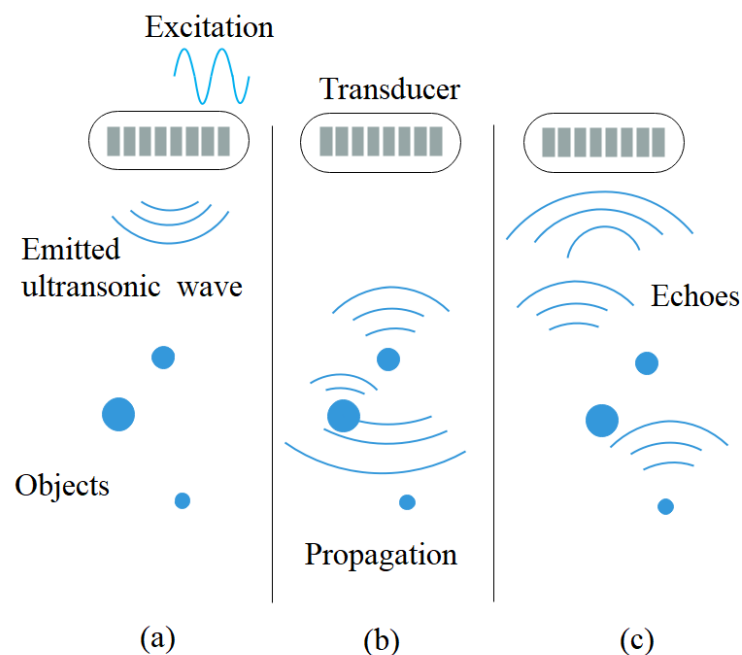 Excitation
Transducer
Emitted
ultransonic wave
Echoes
Objects
Propagation
(a)
(b)
(c)